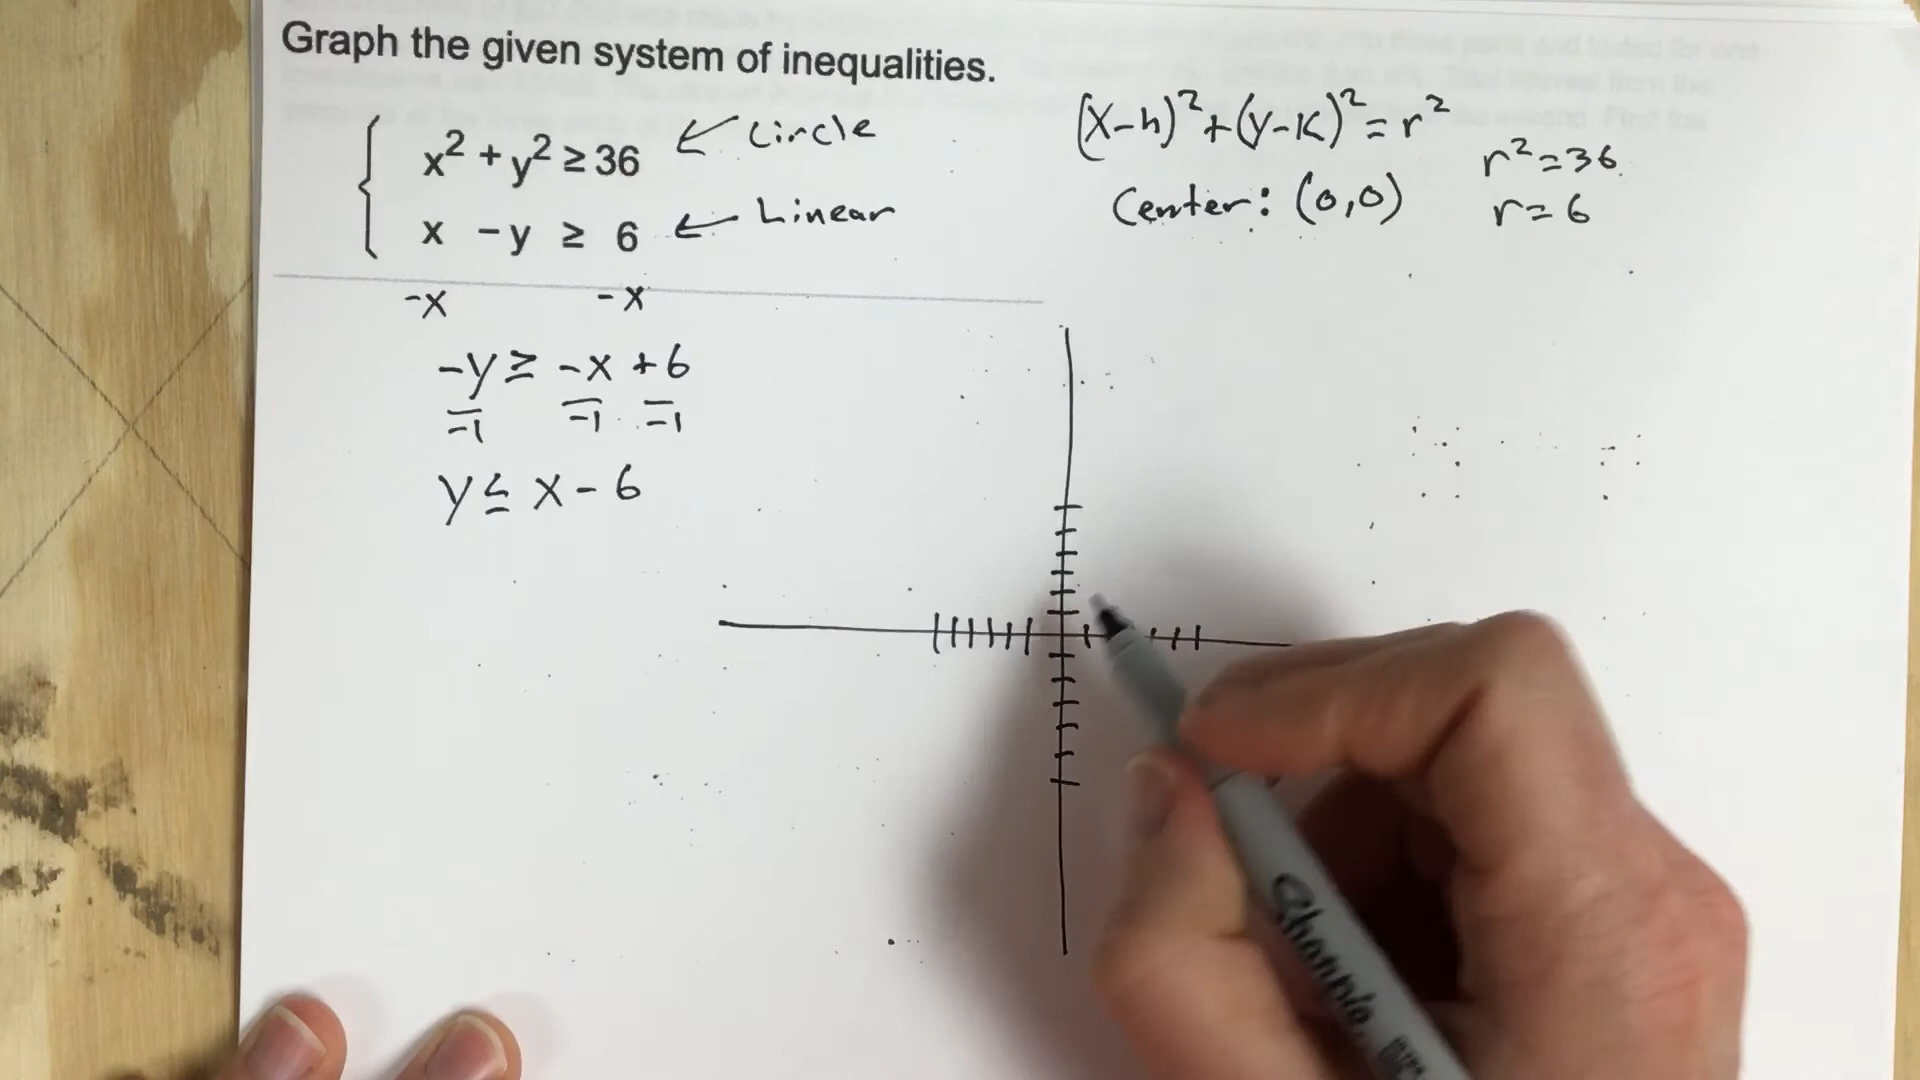 Graph the given system of inequalities.
x² + y² ≥ 36 ← circle
x - y ≥ 6 ← Linear
-x -x
-y ≥ -x + 6
-1 -1 -1
y ≤ x - 6
(x-h)² + (y-k)² = r²
Center: (0,0)
r² = 36
r = 6
Sharpie